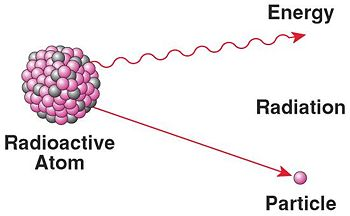 Energy
Radiation
Radioactive
Atom
Particle